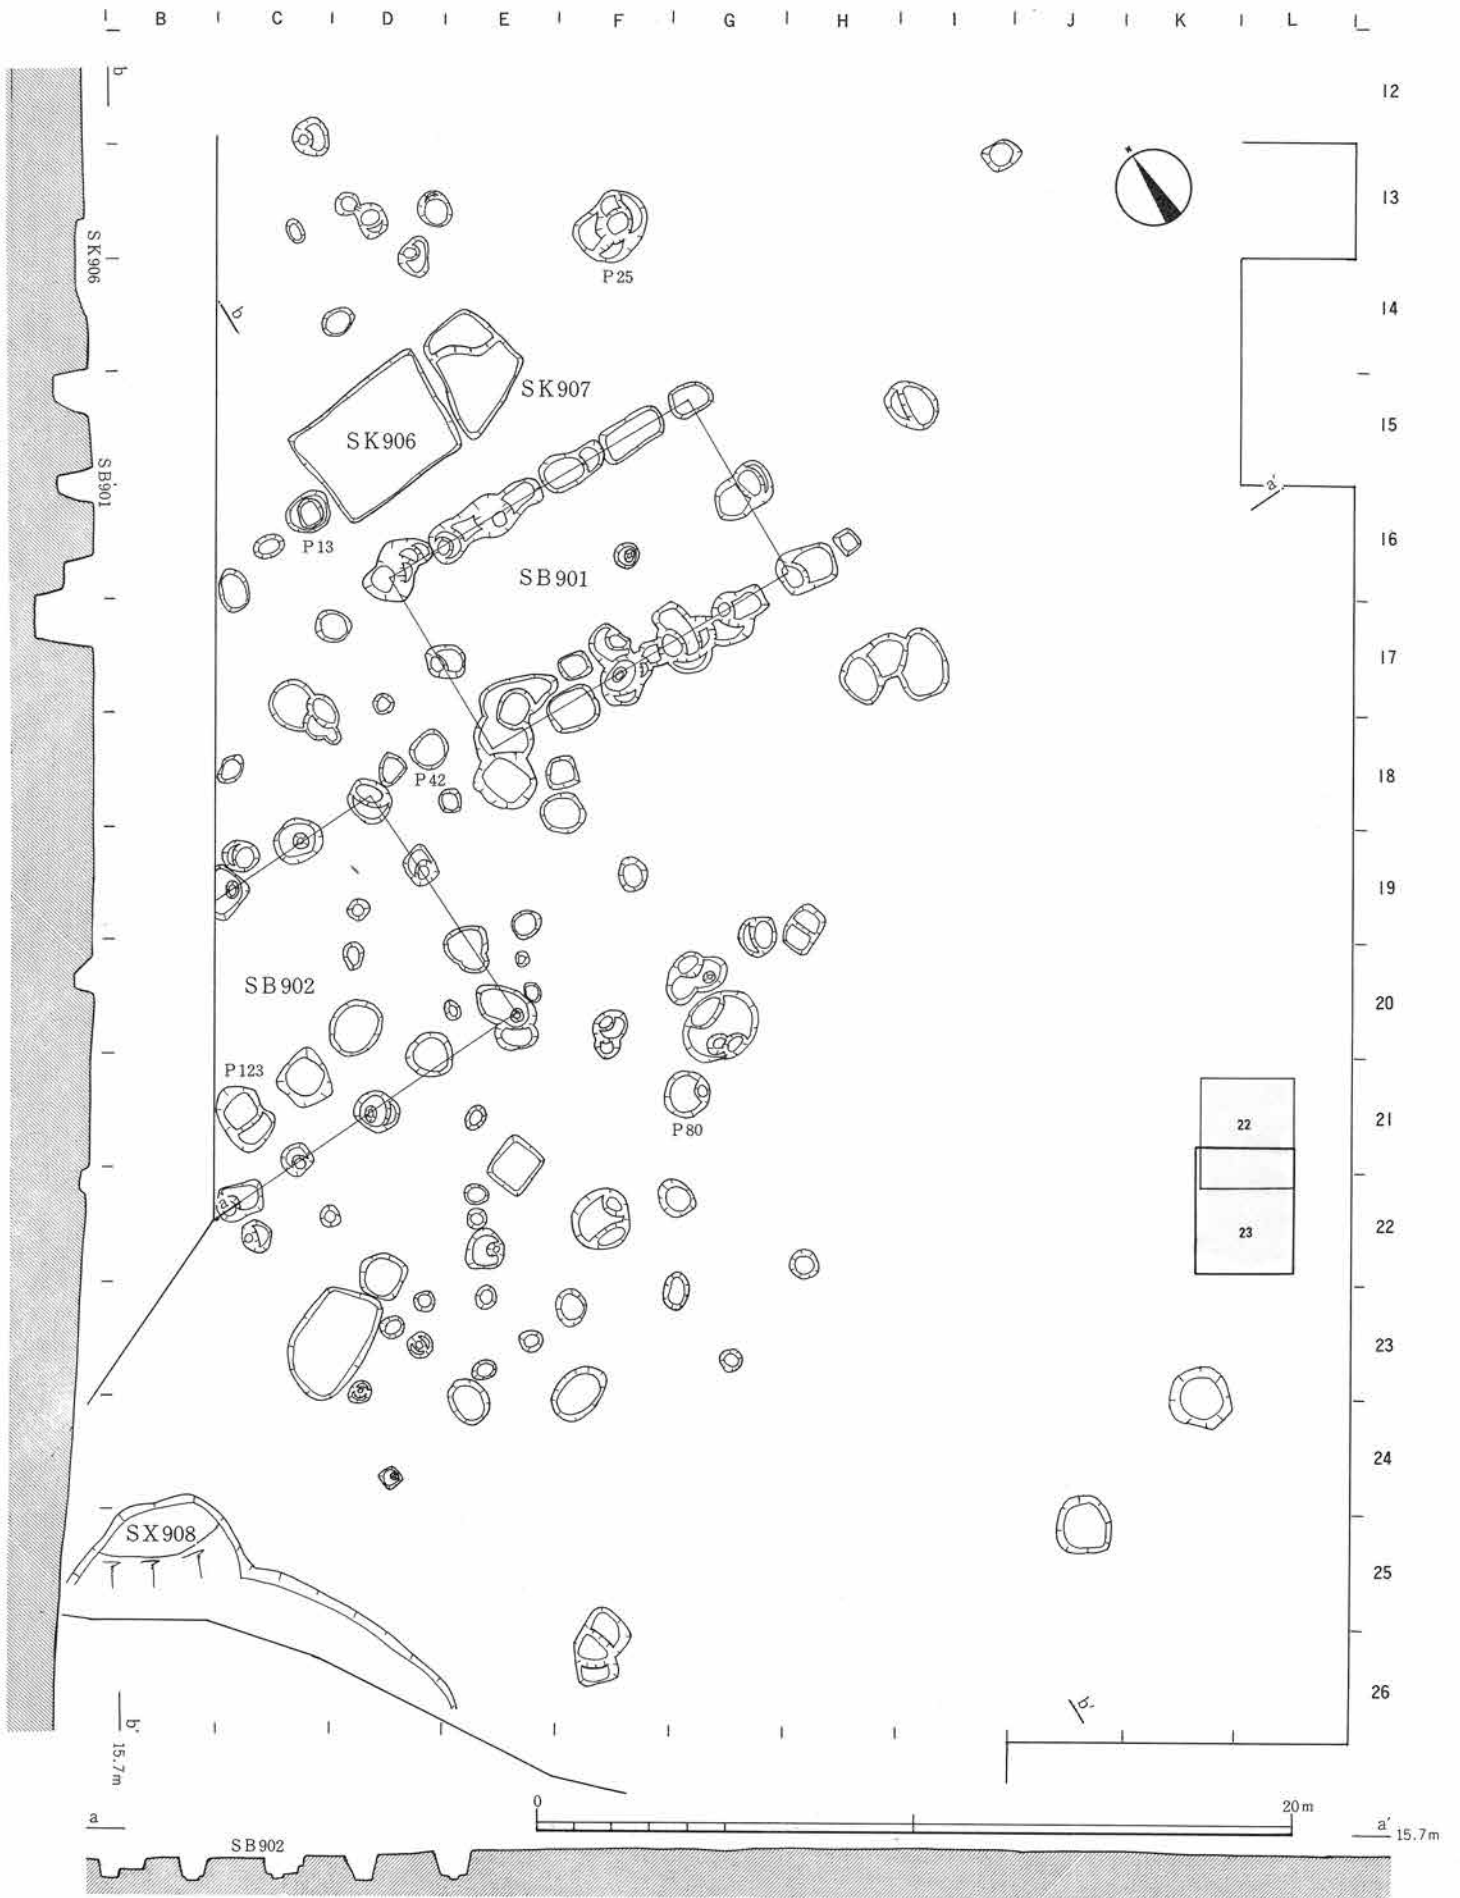 B C D E F G H I J K L
b
12
13
SK906
P25
b
14
SK907
SK906
15
SB901
a′
P13
16
SB901
17
P42
18
19
SB902
20
P123
21
P80
22
a
22
23
23
24
SX908
25
26
b′
b′
15.7m
0 20m
a a′
15.7m
SB902